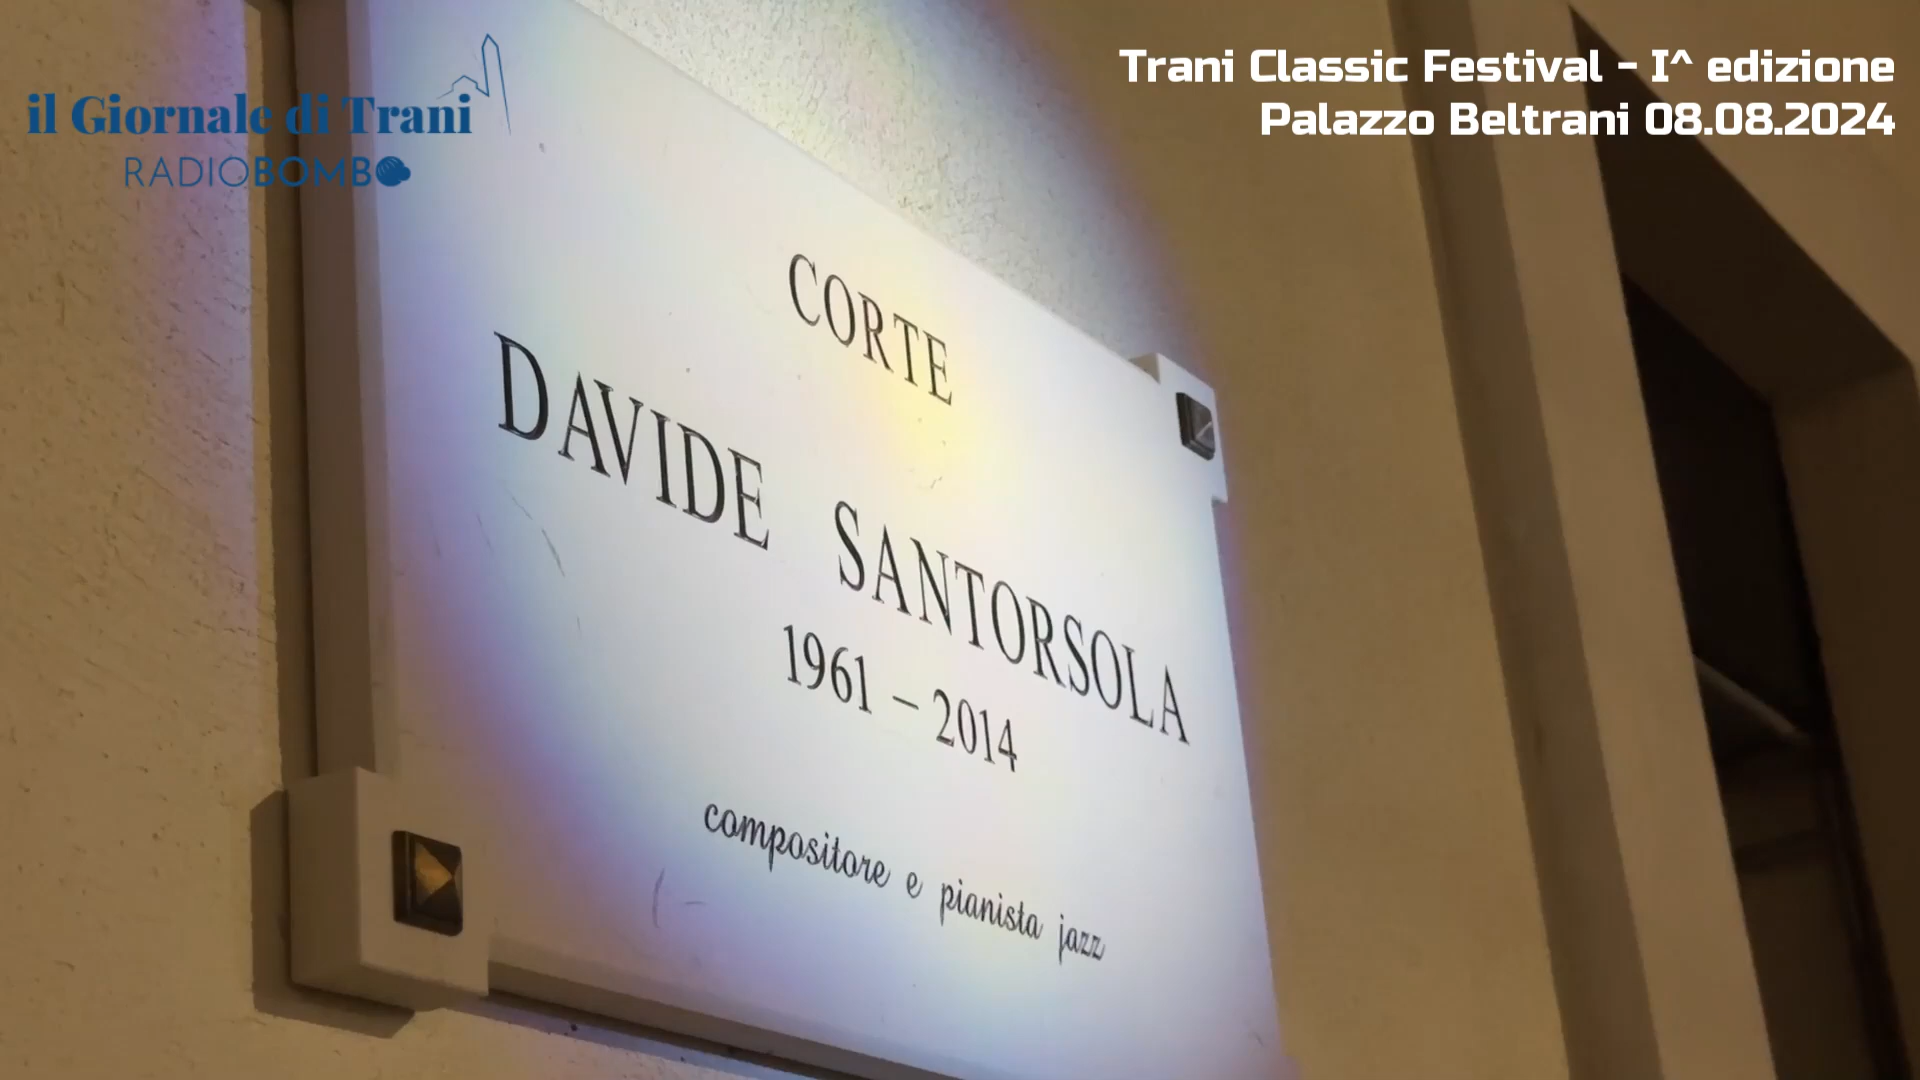 il Giornale di Trani
RADIOBOMBO
Trani Classic Festival - I^ edizione
Palazzo Beltrani 08.08.2024
CORTE
DAVIDE SANTORSOLA
1961 – 2014
compositore e pianista jazz